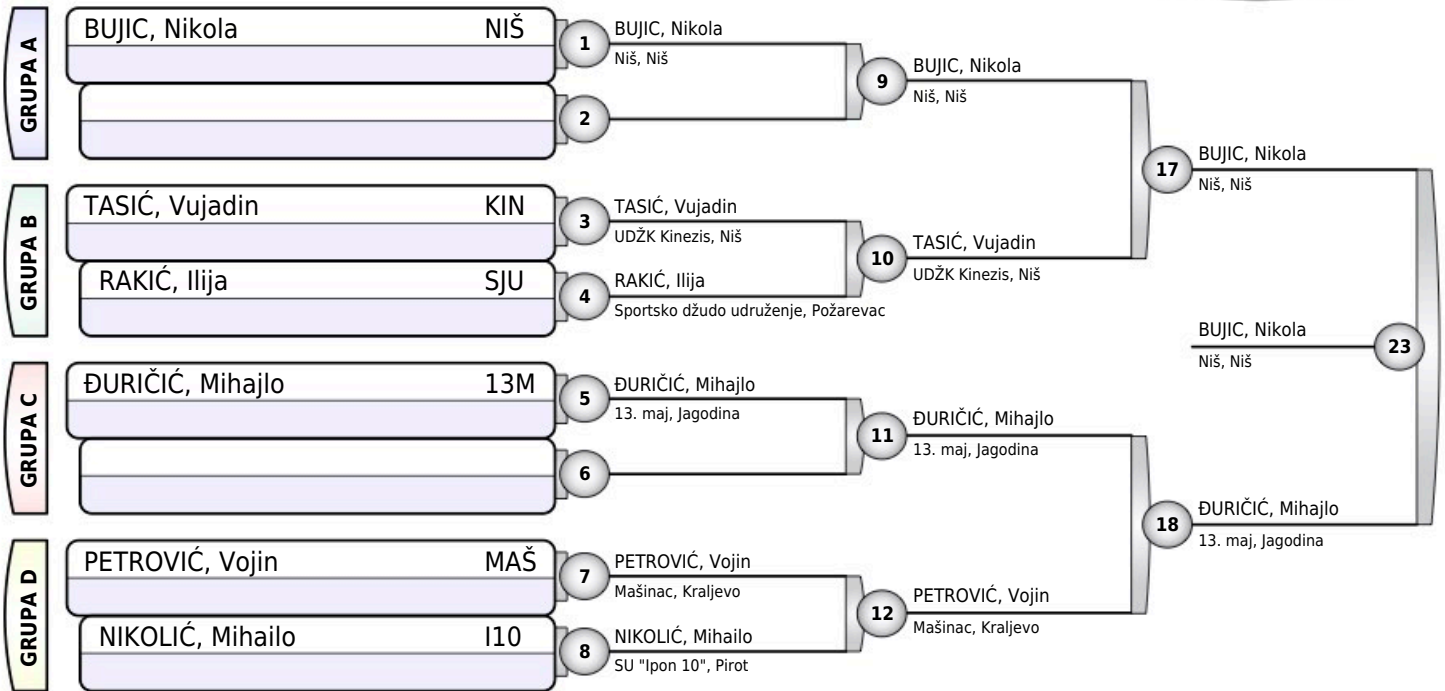 GRUPA A
BUJIC, Nikola NIŠ
1
BUJIC, Nikola
Niš, Niš
2
9
BUJIC, Nikola
Niš, Niš
GRUPA B
TASIĆ, Vujadin KIN
3
TASIĆ, Vujadin
UDŽK Kinezis, Niš
RAKIĆ, Ilija SJU
4
RAKIĆ, Ilija
Sportsko džudo udruženje, Požarevac
10
TASIĆ, Vujadin
UDŽK Kinezis, Niš
17
BUJIC, Nikola
Niš, Niš
BUJIC, Nikola
Niš, Niš
23
GRUPA C
ĐURIČIĆ, Mihajlo 13M
5
ĐURIČIĆ, Mihajlo
13. maj, Jagodina
6
11
ĐURIČIĆ, Mihajlo
13. maj, Jagodina
GRUPA D
PETROVIĆ, Vojin MAŠ
7
PETROVIĆ, Vojin
Mašinac, Kraljevo
NIKOLIĆ, Mihailo I10
8
NIKOLIĆ, Mihailo
SU "Ipon 10", Pirot
12
PETROVIĆ, Vojin
Mašinac, Kraljevo
18
ĐURIČIĆ, Mihajlo
13. maj, Jagodina